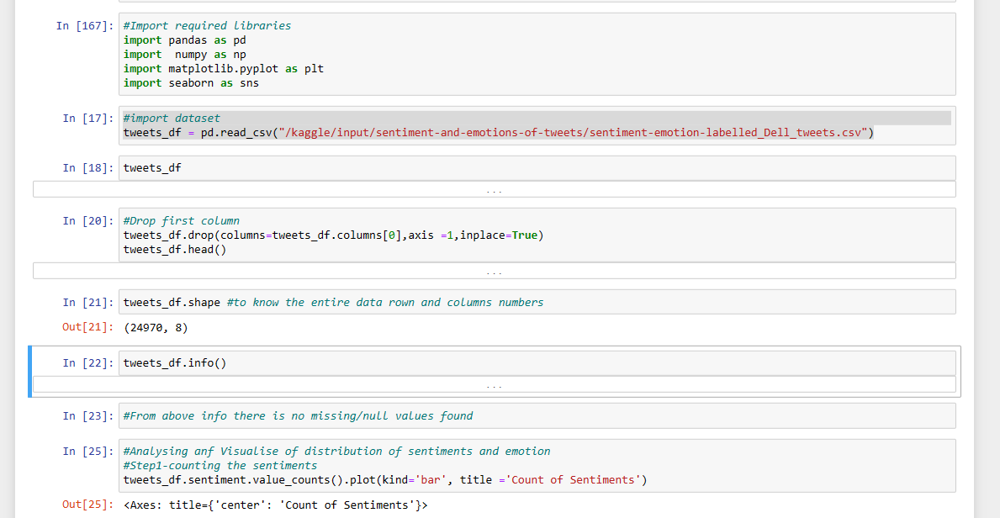 In [167]: #Import required libraries
import pandas as pd
import  numpy as np
import matplotlib.pyplot as plt
import seaborn as sns
In [17]: #import dataset
tweets_df = pd.read_csv("/kaggle/input/sentiment-and-emotions-of-tweets/sentiment-emotion-labelled_Dell_tweets.csv")
In [18]: tweets_df
...
In [20]: #Drop first column
tweets_df.drop(columns=tweets_df.columns[0],axis =1,inplace=True)
tweets_df.head()
...
In [21]: tweets_df.shape #to know the entire data rown and columns numbers
Out[21]: (24970, 8)
In [22]: tweets_df.info()
...
In [23]: #From above info there is no missing/null values found
In [25]: #Analysing anf Visualise of distribution of sentiments and emotion
#Step1-counting the sentiments
tweets_df.sentiment.value_counts().plot(kind='bar', title ='Count of Sentiments')
Out[25]: <Axes: title={'center': 'Count of Sentiments'}>